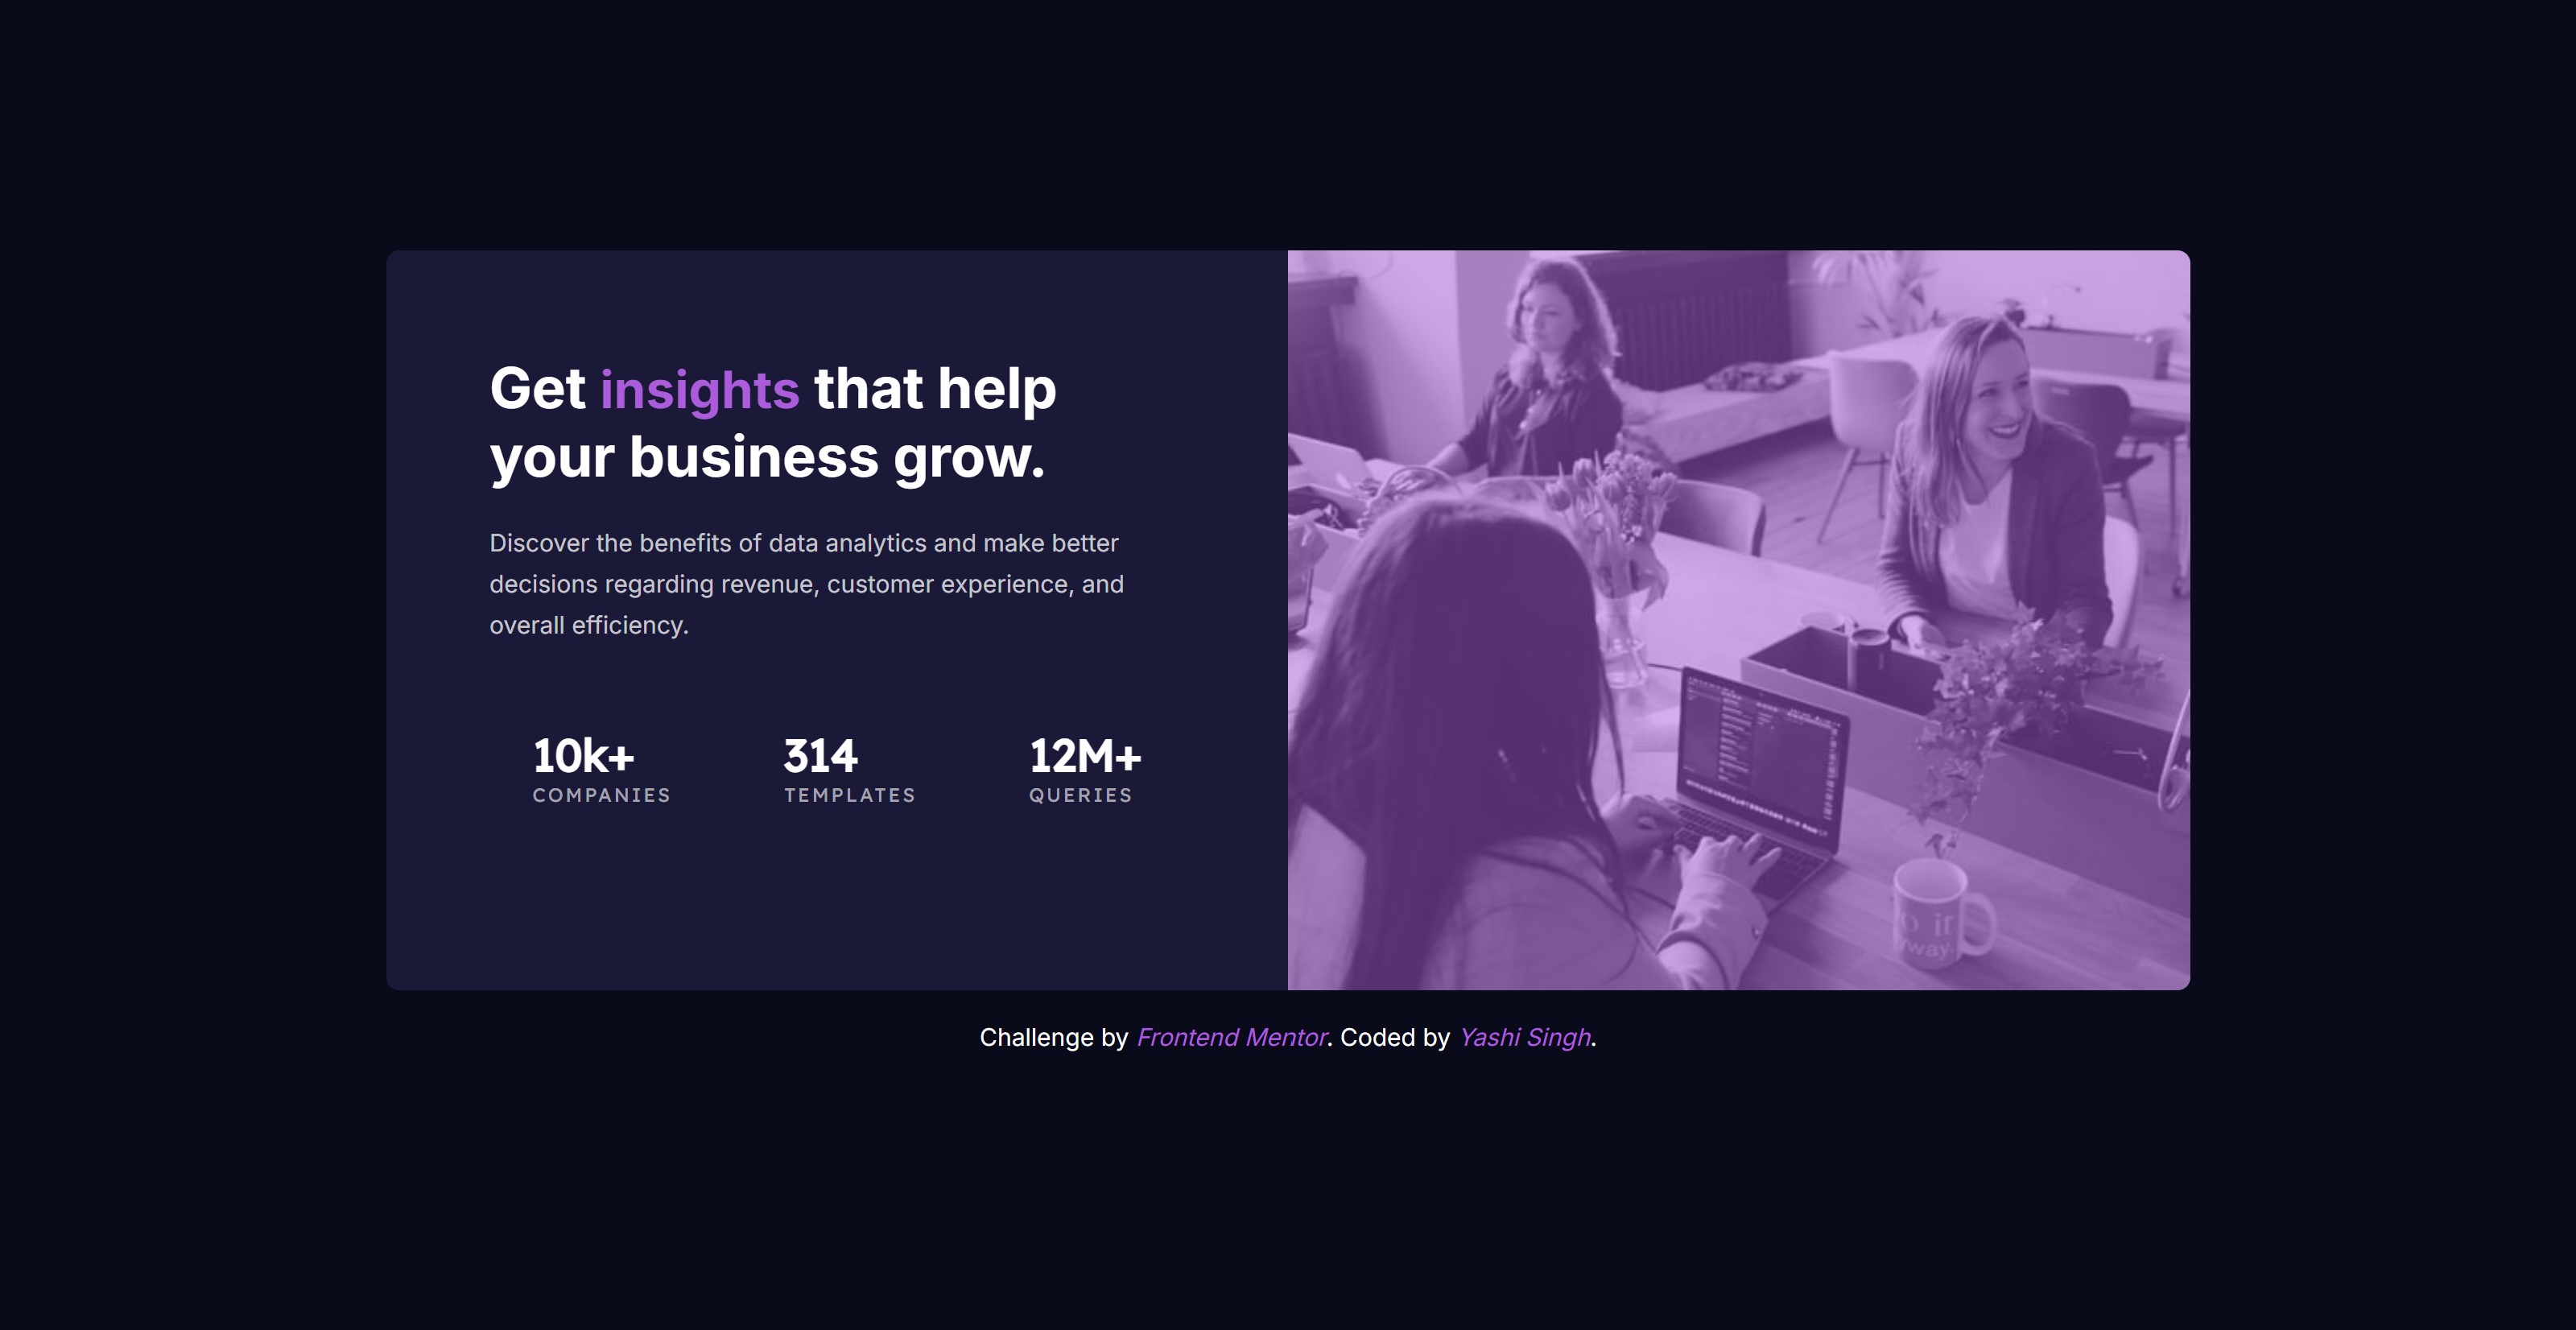 Get insights that help
your business grow.
Discover the benefits of data analytics and make better
decisions regarding revenue, customer experience, and
overall efficiency.
10k+ 314 12M+
COMPANIES TEMPLATES QUERIES
Challenge by Frontend Mentor. Coded by Yashi Singh.